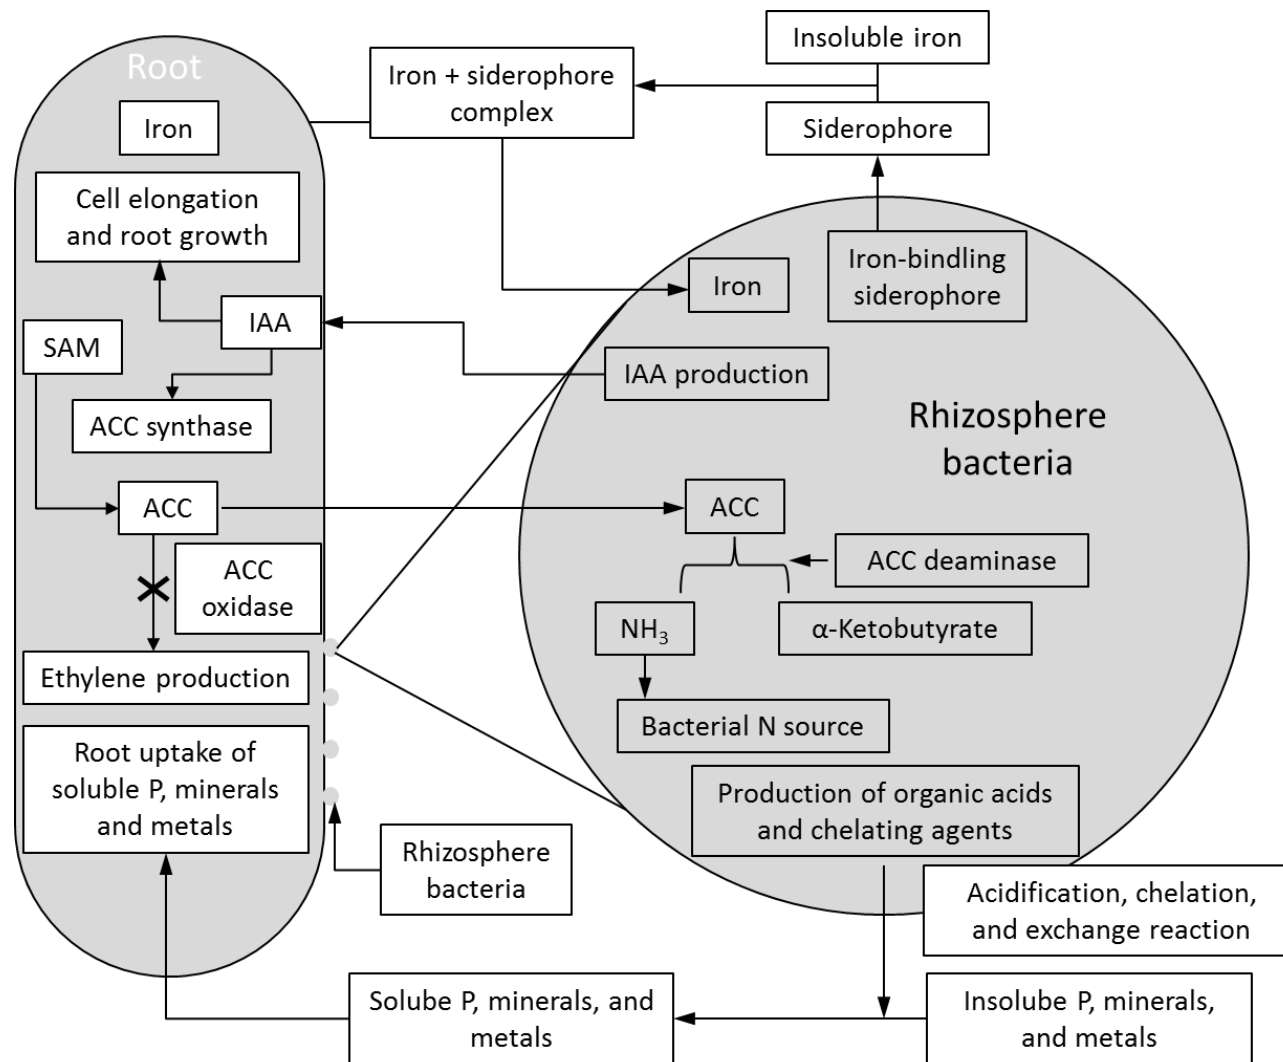 Root
Iron
Cell elongation
and root growth
IAA
SAM
ACC synthase
ACC
ACC
oxidase
Ethylene production
Root uptake of
soluble P, minerals
and metals
Iron + siderophore
complex
Insoluble iron
Siderophore
Iron-bindling
siderophore
Iron
IAA production
Rhizosphere
bacteria
ACC
ACC deaminase
NH₃
α-Ketobutyrate
Bacterial N source
Production of organic acids
and chelating agents
Rhizosphere
bacteria
Acidification, chelation,
and exchange reaction
Solube P, minerals, and
metals
Insolube P, minerals,
and metals